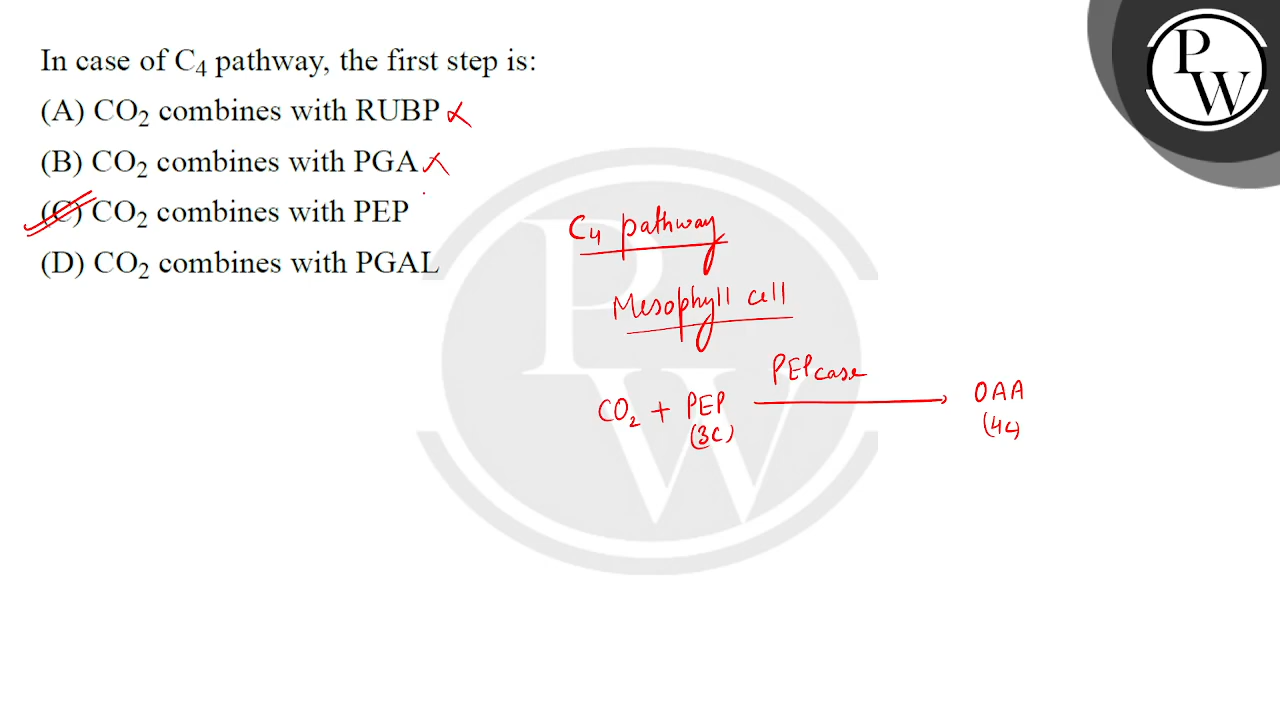 In case of C₄ pathway, the first step is:
(A) CO₂ combines with RUBP
(B) CO₂ combines with PGA
(C) CO₂ combines with PEP
(D) CO₂ combines with PGAL
C₄ pathway
Mesophyll cell
PEPcase
CO₂ + PEP → OAA
(3C) (4C)
P
W
P
W